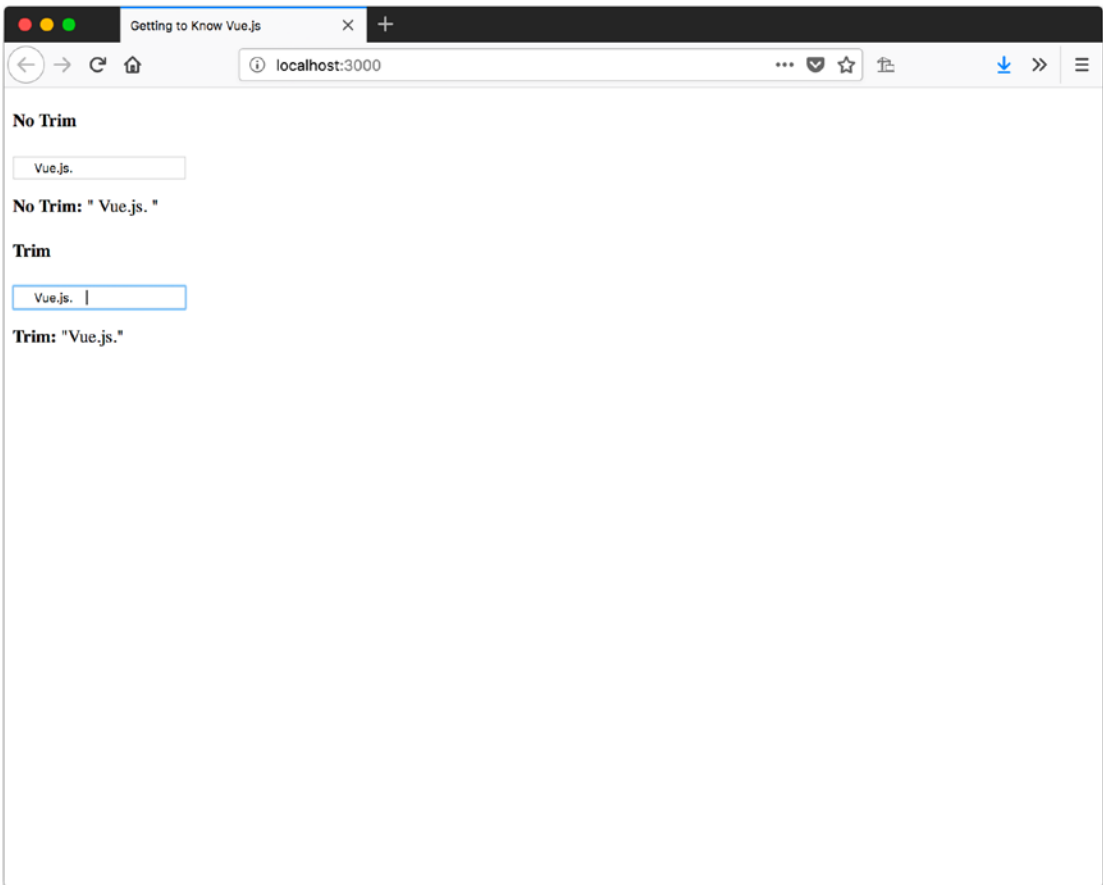 Getting to Know Vue.js
localhost:3000
No Trim
Vue.js.
No Trim: " Vue.js. "
Trim
Vue.js.
Trim: "Vue.js."